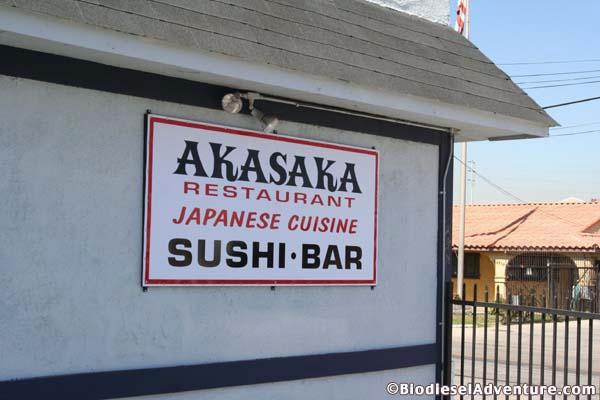 AKASAKA
RESTAURANT
JAPANESE CUISINE
SUSHI·BAR
©BiodieselAdventure.com